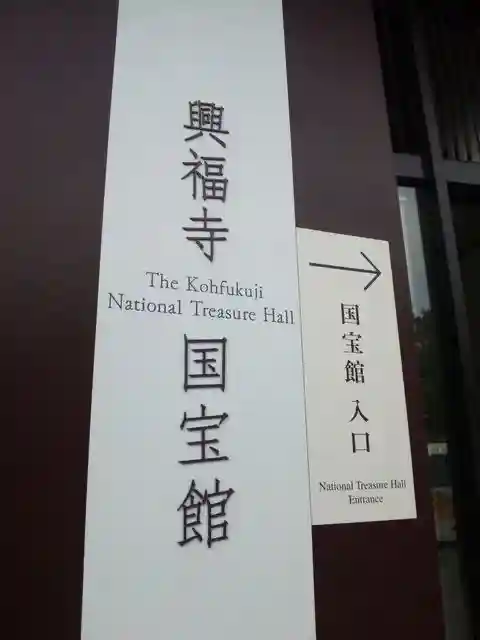 興福寺
The Kohfukuji
National Treasure Hall
国宝館
国宝館 入口
National Treasure Hall
Entrance